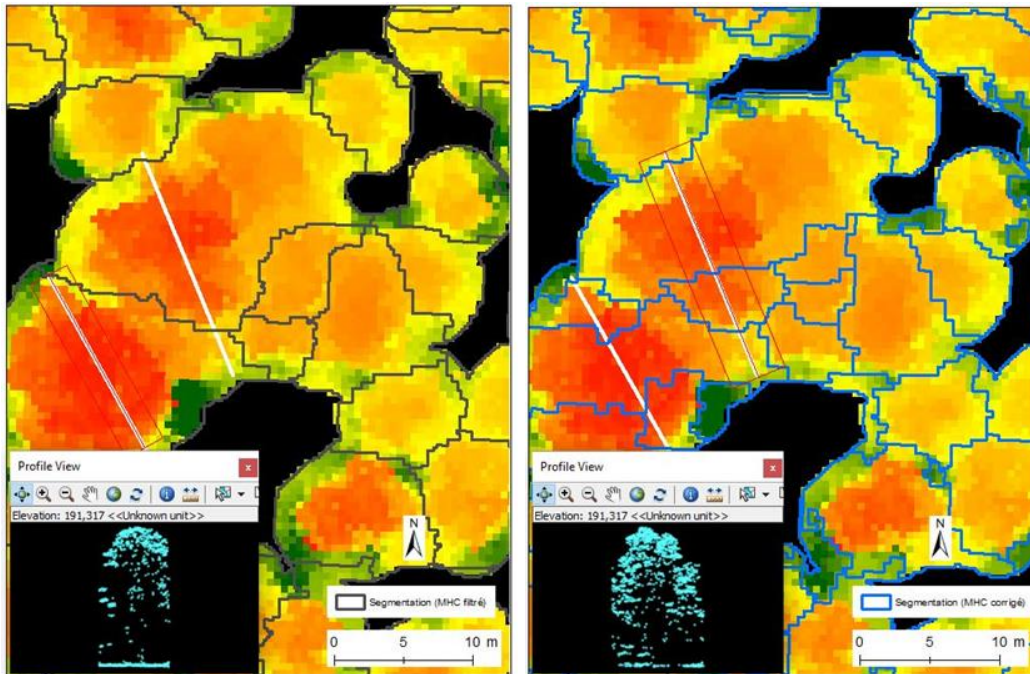 Profile View
x
Elevation: 191,317 <<Unknown unit>>
N
Segmentation (MHC filtré)
0 5 10 m
Profile View
x
Elevation: 191,317 <<Unknown unit>>
N
Segmentation (MHC corrigé)
0 5 10 m